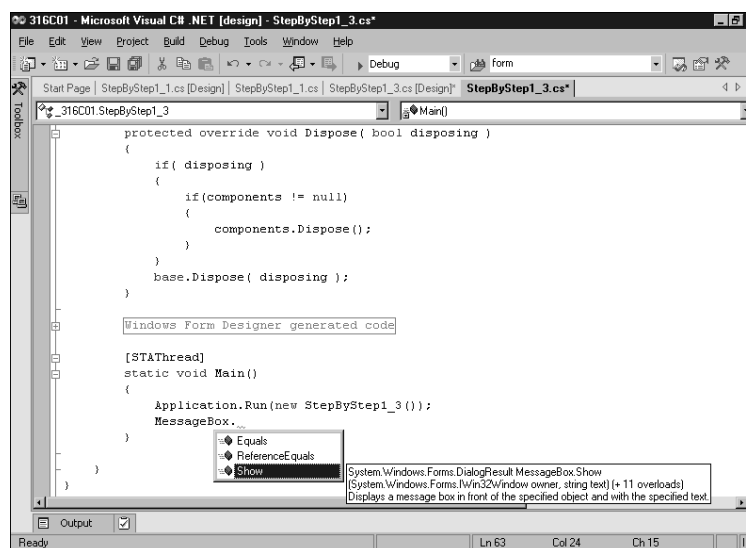 316C01 - Microsoft Visual C# .NET [design] - StepByStep1_3.cs*
File Edit View Project Build Debug Tools Window Help
Debug form
Start Page StepByStep1_1.cs [Design] StepByStep1_1.cs StepByStep1_3.cs [Design]* StepByStep1_3.cs*
Toolbox
_316C01.StepByStep1_3 Main()
protected override void Dispose( bool disposing )
{
if( disposing )
{
if(components != null)
{
components.Dispose();
}
}
base.Dispose( disposing );
}
Windows Form Designer generated code
[STAThread]
static void Main()
{
Application.Run(new StepByStep1_3());
MessageBox.
}
Equals
ReferenceEquals
Show
}
}
System.Windows.Forms.DialogResult MessageBox.Show
(System.Windows.Forms.IWin32Window owner, string text) (+ 11 overloads)
Displays a message box in front of the specified object and with the specified text.
Output
Ready Ln 63 Col 24 Ch 15